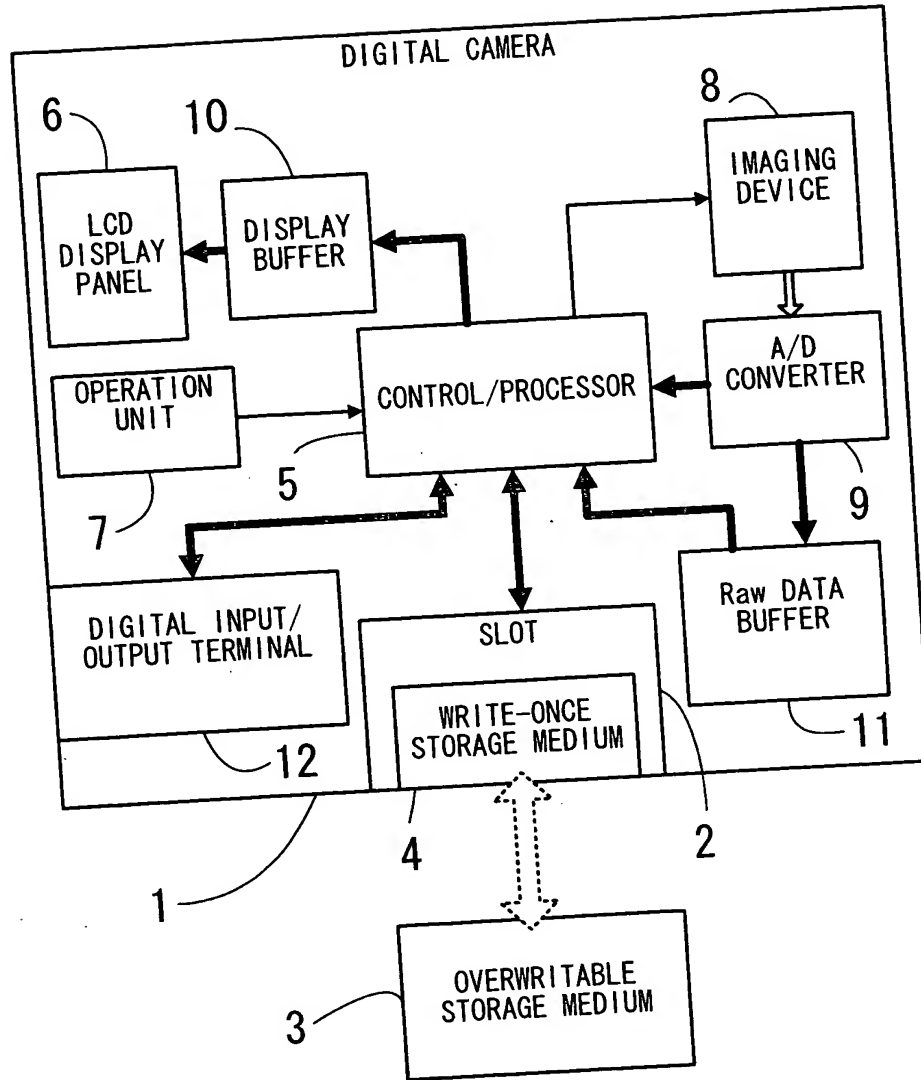 DIGITAL CAMERA
6
10
8
LCD
DISPLAY
PANEL
DISPLAY
BUFFER
IMAGING
DEVICE
OPERATION
UNIT
CONTROL/PROCESSOR
A/D
CONVERTER
7
5
9
DIGITAL INPUT/
OUTPUT TERMINAL
SLOT
Raw DATA
BUFFER
WRITE-ONCE
STORAGE MEDIUM
12
11
1
4
2
3
OVERWRITABLE
STORAGE MEDIUM